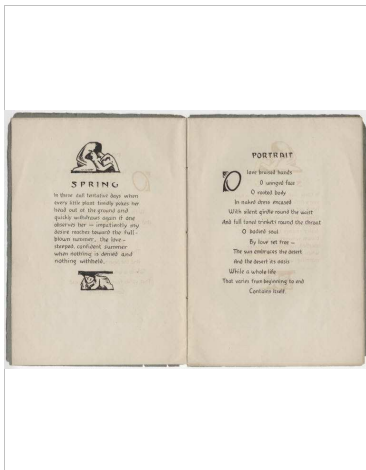 SPRING
In these dull tentative days when
every little plant timidly pokes her
head out of the ground and
quickly withdraws again if one
observes her — impatiently my
desire reaches toward the full-
blown summer, the love-
steeped, confident summer
when nothing is denied and
nothing withheld.
PORTRAIT
O love bruised hands
O winged feet
O rooted body
In naked dress encased
With silent girdle round the waist
And full toned trinkets round the throat
O bodied soul
By love set free —
The sun embraces the desert
And the desert its oasis
While a whole life
That varies from beginning to end
Contains itself.